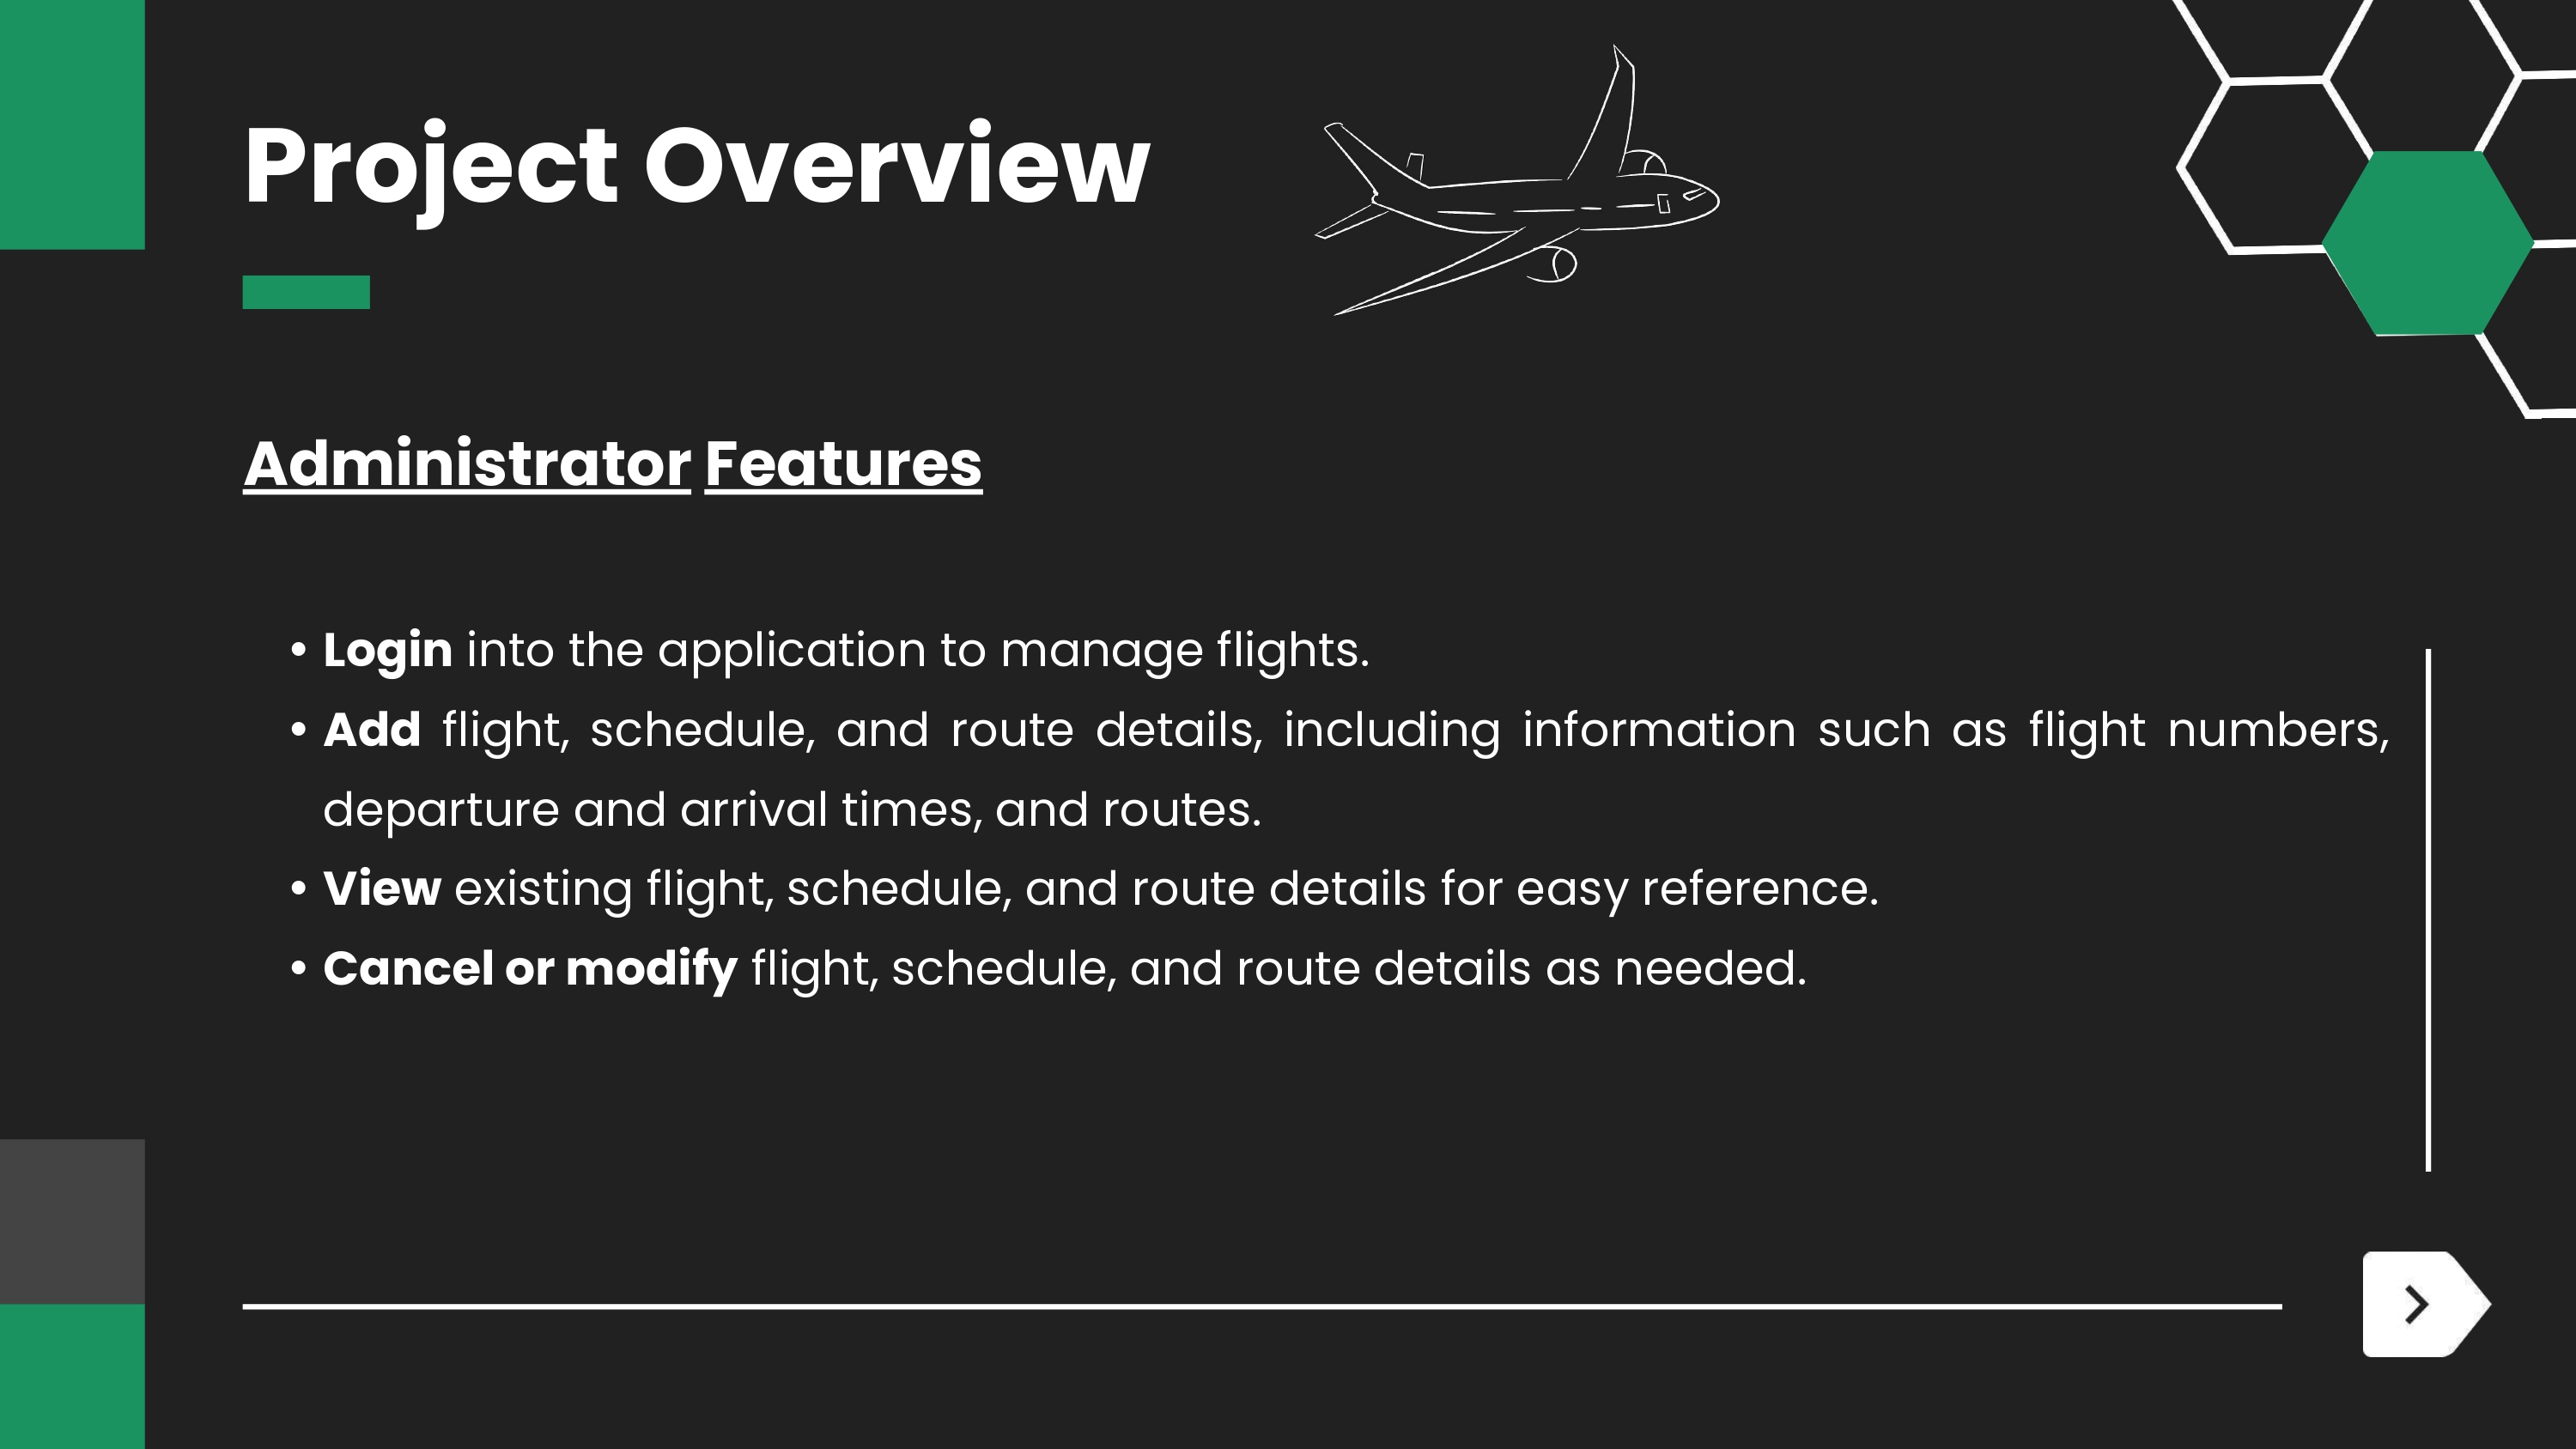 Project Overview
Administrator Features
• Login into the application to manage flights.
• Add flight, schedule, and route details, including information such as flight numbers,
departure and arrival times, and routes.
• View existing flight, schedule, and route details for easy reference.
• Cancel or modify flight, schedule, and route details as needed.